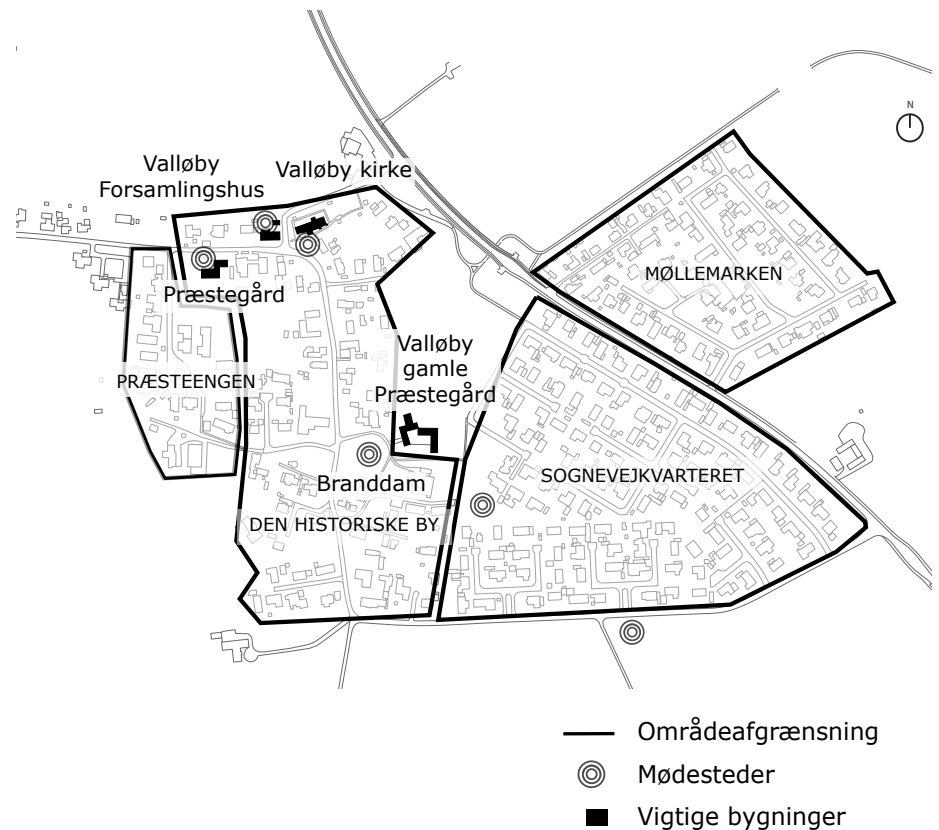 N
Valløby
Forsamlingshus
Valløby kirke
MØLLEMARKEN
Præstegård
Valløby
gamle
Præstegård
PRÆSTEENGEN
SOGNEVEJKVARTERET
Branddam
DEN HISTORISKE BY
Områdeafgrænsning
Mødesteder
Vigtige bygninger